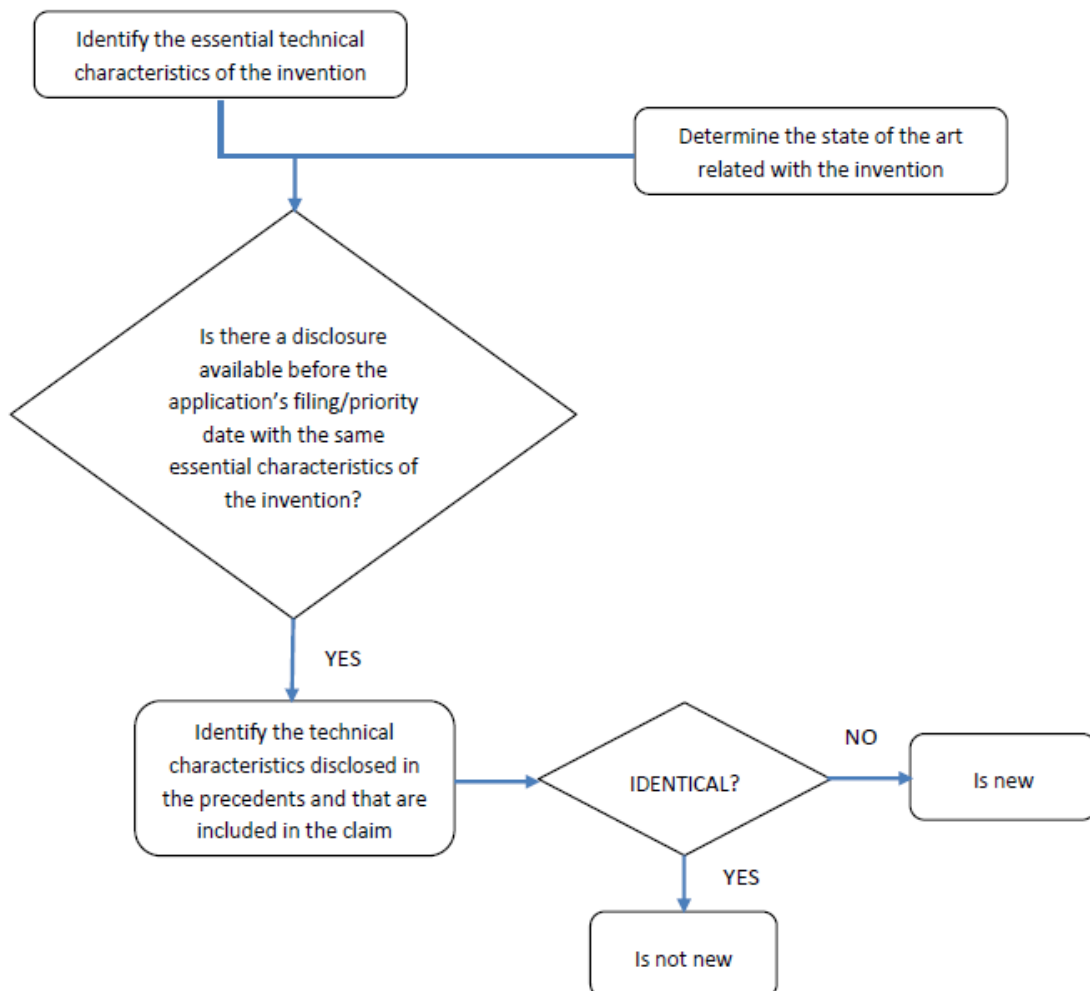 Identify the essential technical
characteristics of the invention
Determine the state of the art
related with the invention
Is there a disclosure
available before the
application’s filing/priority
date with the same
essential characteristics of
the invention?
YES
Identify the technical
characteristics disclosed in
the precedents and that are
included in the claim
IDENTICAL?
NO
Is new
YES
Is not new